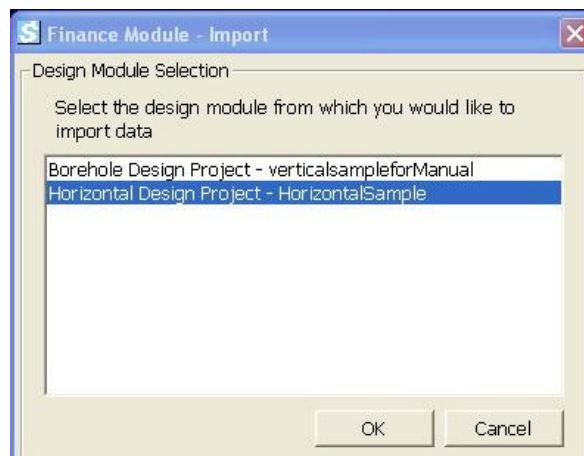 Finance Module - Import
Design Module Selection
Select the design module from which you would like to
import data
Borehole Design Project - verticalsampleforManual
Horizontal Design Project - HorizontalSample
OK
Cancel